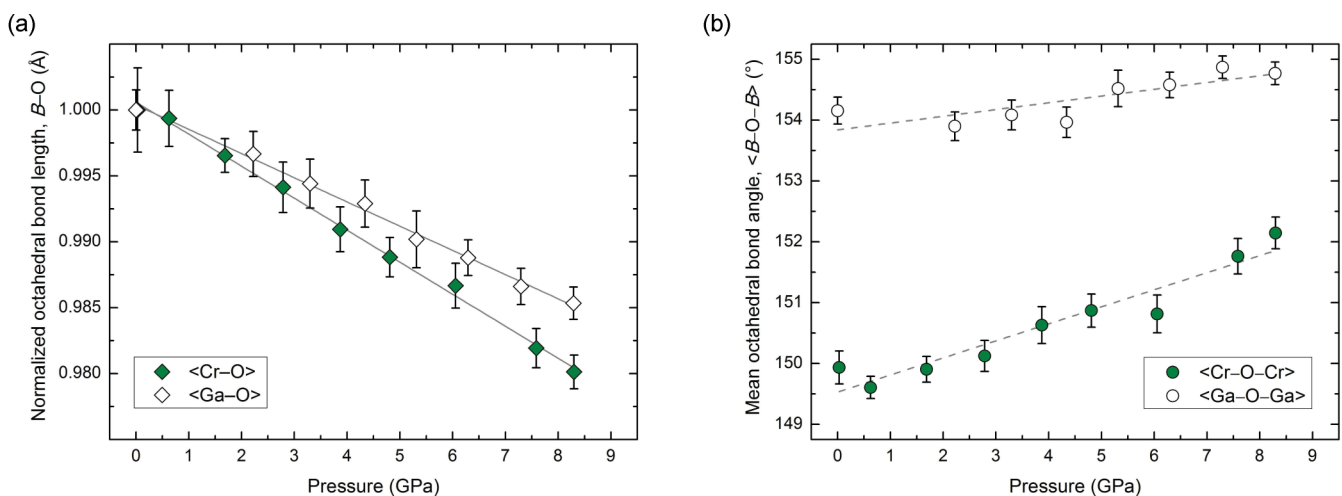 (a)
Normalized octahedral bond length, B–O (Å)
1.000
0.995
0.990
0.985
0.980
<Cr–O>
<Ga–O>
0 1 2 3 4 5 6 7 8 9
Pressure (GPa)
(b)
Mean octahedral bond angle, <B–O–B> (°)
155
154
153
152
151
150
149
<Cr–O–Cr>
<Ga–O–Ga>
0 1 2 3 4 5 6 7 8 9
Pressure (GPa)